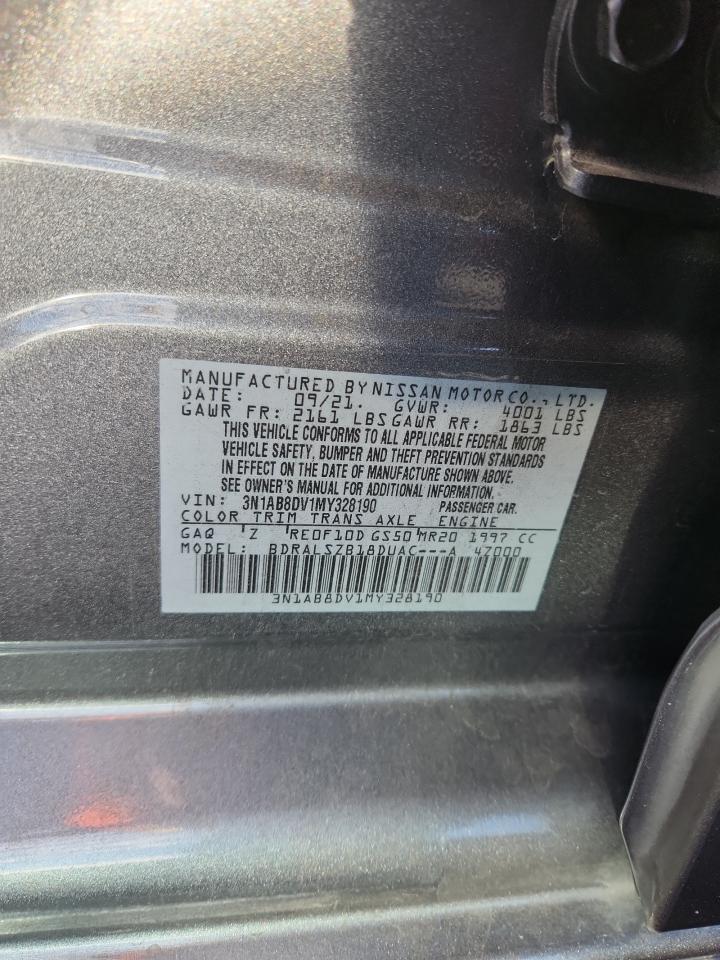 MANUFACTURED BY NISSAN MOTOR CO., LTD.
DATE: 09/21. GVWR: 4001 LBS
GAWR FR: 2161 LBS GAWR RR: 1863 LBS
THIS VEHICLE CONFORMS TO ALL APPLICABLE FEDERAL MOTOR
VEHICLE SAFETY, BUMPER AND THEFT PREVENTION STANDARDS
IN EFFECT ON THE DATE OF MANUFACTURE SHOWN ABOVE.
SEE OWNER'S MANUAL FOR ADDITIONAL INFORMATION.
VIN: 3N1AB8DV1MY328190 PASSENGER CAR.
COLOR TRIM TRANS AXLE ENGINE
GAQ 'Z 'RE0F10D GS50 MR20 1997 CC
MODEL: BDRALSZB18DUAC---A 47000
3N1AB8DV1MY328190